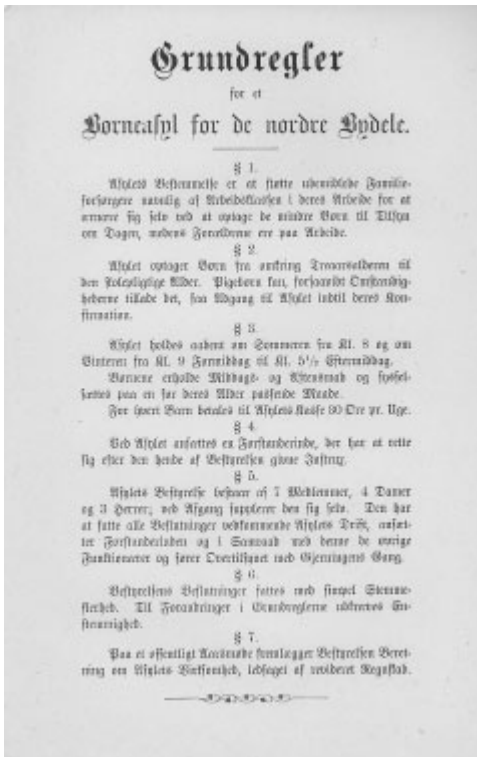 Grundregler
for et
Børneasyl for de nordre Bydele.
§ 1.
Asylets Bestemmelse er at støtte ubemidlede Familie-
forsørgere navnlig af Arbeidsklassen i deres Arbeide for at
ernære sig selv ved at optage de mindre Børn til Tilsyn
om Dagen, medens Forældrene ere paa Arbeide.
§ 2.
Asylet optager Børn fra omkring Treaarsalderen til
den skolepligtige Alder. Pigebørn kan, forsaavidt Omstændig-
hederne tillade det, faa Adgang til Asylet indtil deres Kon-
firmation.
§ 3.
Asylet holdes aabent om Sommeren fra Kl. 8 og om
Vinteren fra Kl. 9 Formiddag til Kl. 5½ Eftermiddag.
Børnene erholde Middags- og Aftensmad og syssel-
sættes paa en for deres Alder passende Maade.
For hvert Barn betales til Asylets Kasse 30 Øre pr. Uge.
§ 4.
Ved Asylet ansættes en Forstanderinde, der har at rette
sig efter den hende af Bestyrelsen givne Instrux.
§ 5.
Asylets Bestyrelse bestaar af 7 Medlemmer, 4 Damer
og 3 Herrer; ved Afgang supplerer den sig selv. Den har
at fatte alle Beslutninger vedkommende Asylets Drift, ansæt-
ter Forstanderinden og i Samraad med denne de øvrige
Funktionærer og fører Overtilsynet med Gjerningens Gang.
§ 6.
Bestyrelsens Beslutninger fattes med simpel Stemme-
flerhed. Til Forandringer i Grundreglerne udkræves En-
stemmighed.
§ 7.
Paa et offentligt Aarsmøde fremlægger Bestyrelsen Beret-
ning om Asylets Virksomhed, ledsaget af revideret Regnskab.